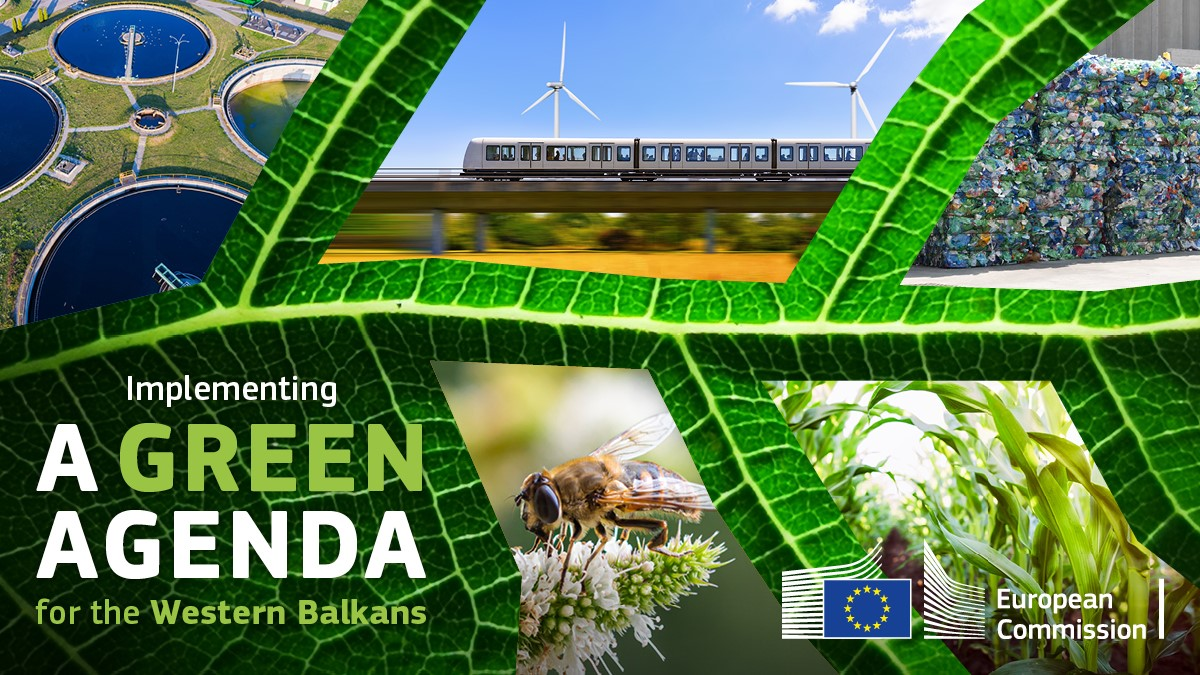 Implementing
A GREEN
AGENDA
for the Western Balkans
European
Commission